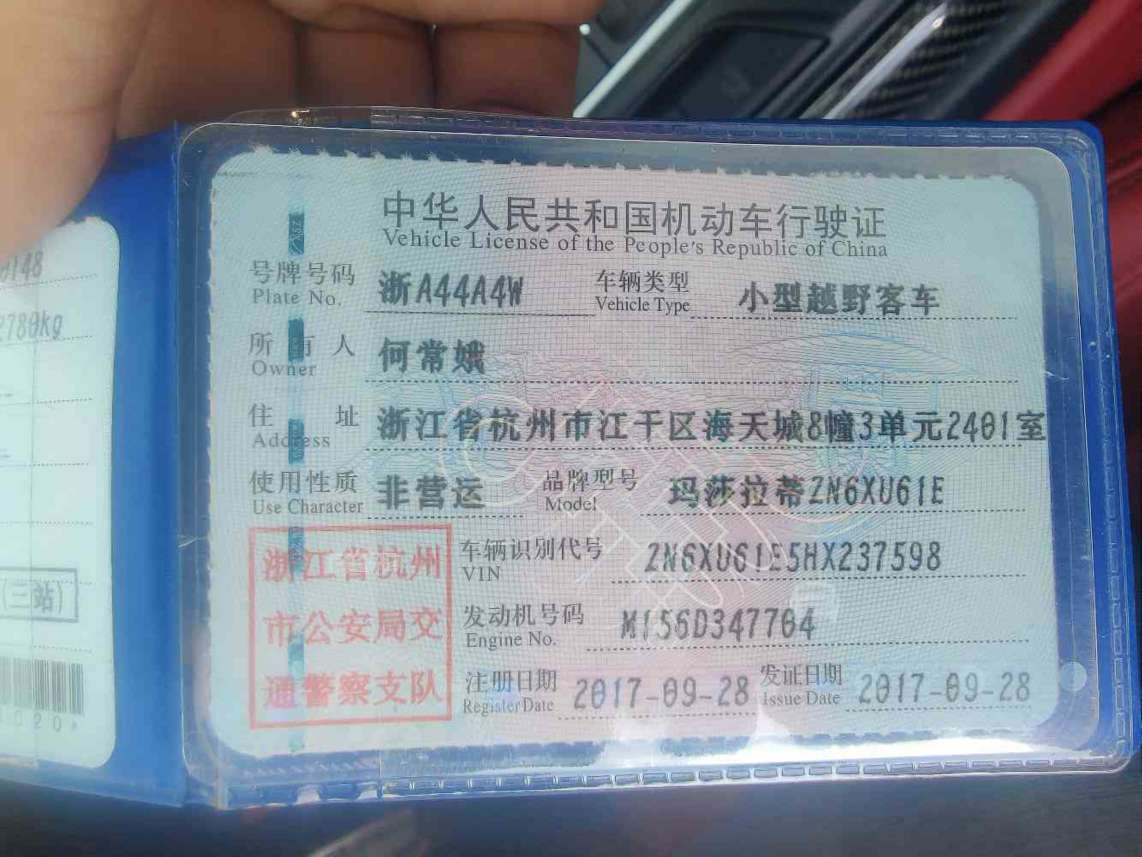 中华人民共和国机动车行驶证
Vehicle License of the People's Republic of China
号牌号码 浙A44A4W 车辆类型 小型越野客车
Plate No. Vehicle Type
所有人 何常娥
Owner
住址 浙江省杭州市江干区海天城8幢3单元2401室
Address
使用性质 非营运 品牌型号 玛莎拉蒂ZN6XU61E
Use Character Model
车辆识别代号 ZN6XU61E5HX237598
VIN
发动机号码 M156D347704
Engine No.
注册日期 2017-09-28 发证日期 2017-09-28
Register Date Issue Date
浙江省杭州
市公安局交
通警察支队
148
2780kg
(三站)
020*